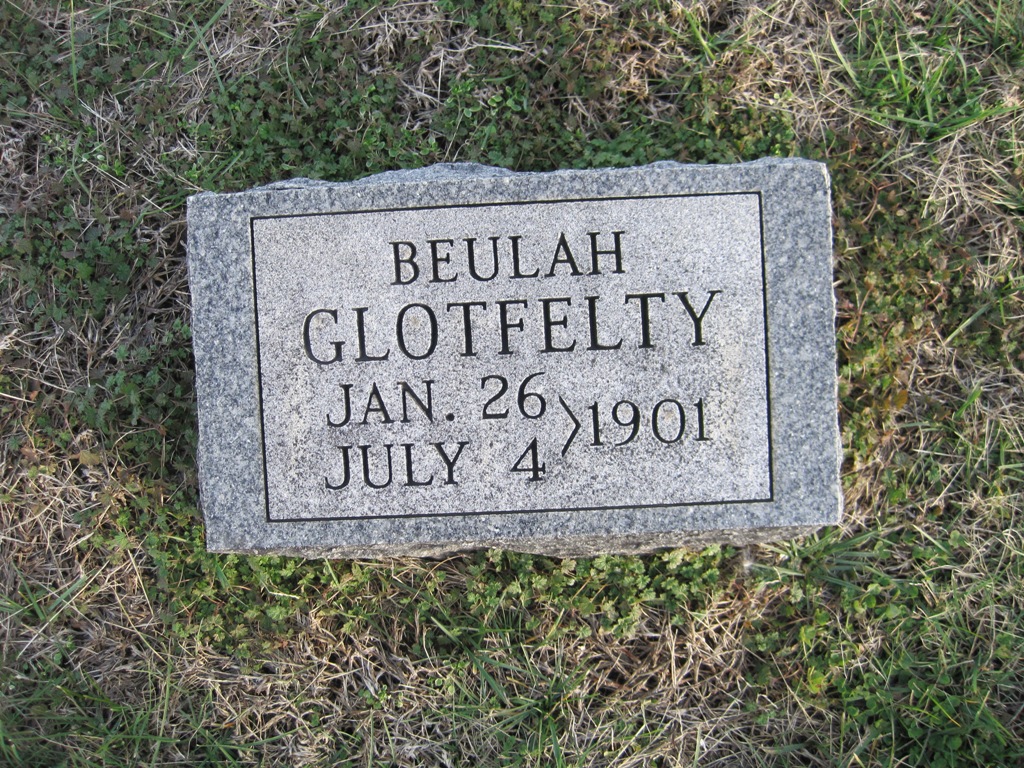 BEULAH
GLOTFELTY
JAN. 26
JULY 4 〉1901